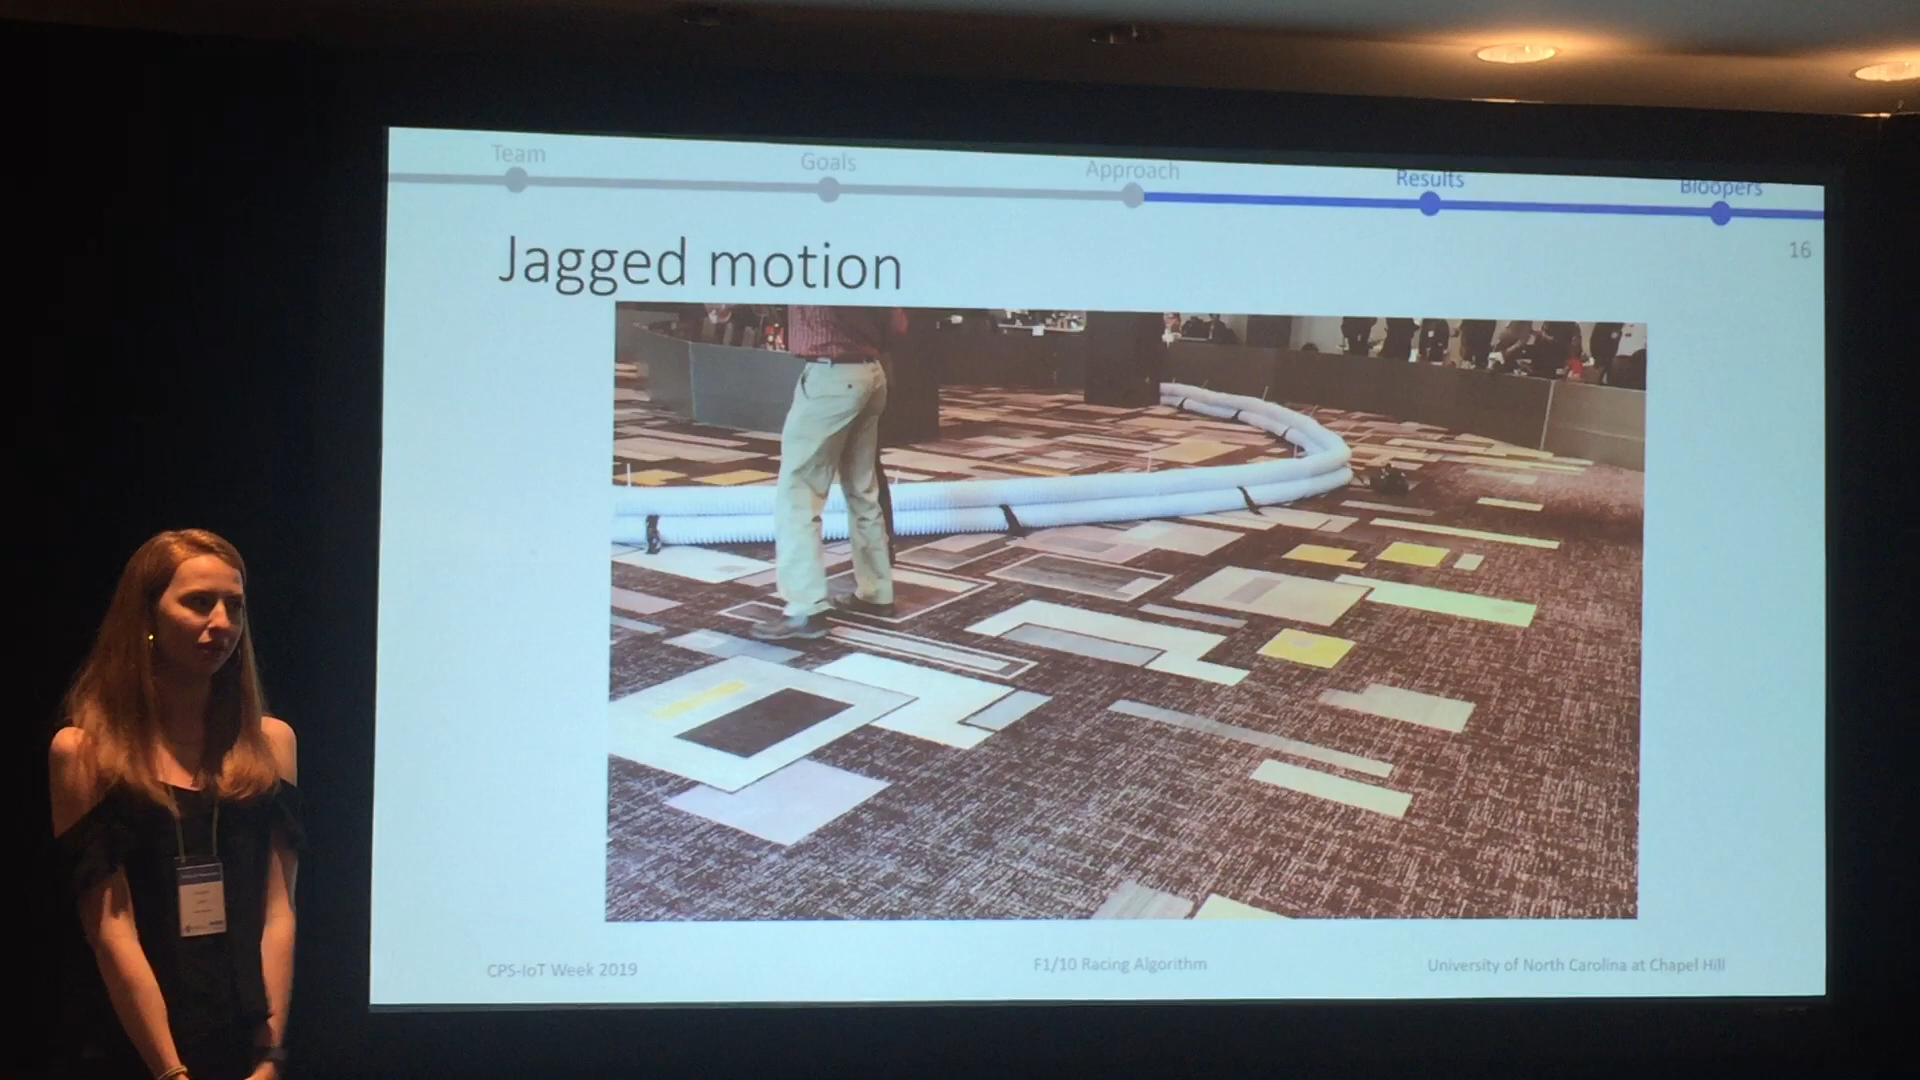 Team
Goals
Approach
Results
Bloopers
16
Jagged motion
CPS-IoT Week 2019
F1/10 Racing Algorithm
University of North Carolina at Chapel Hill